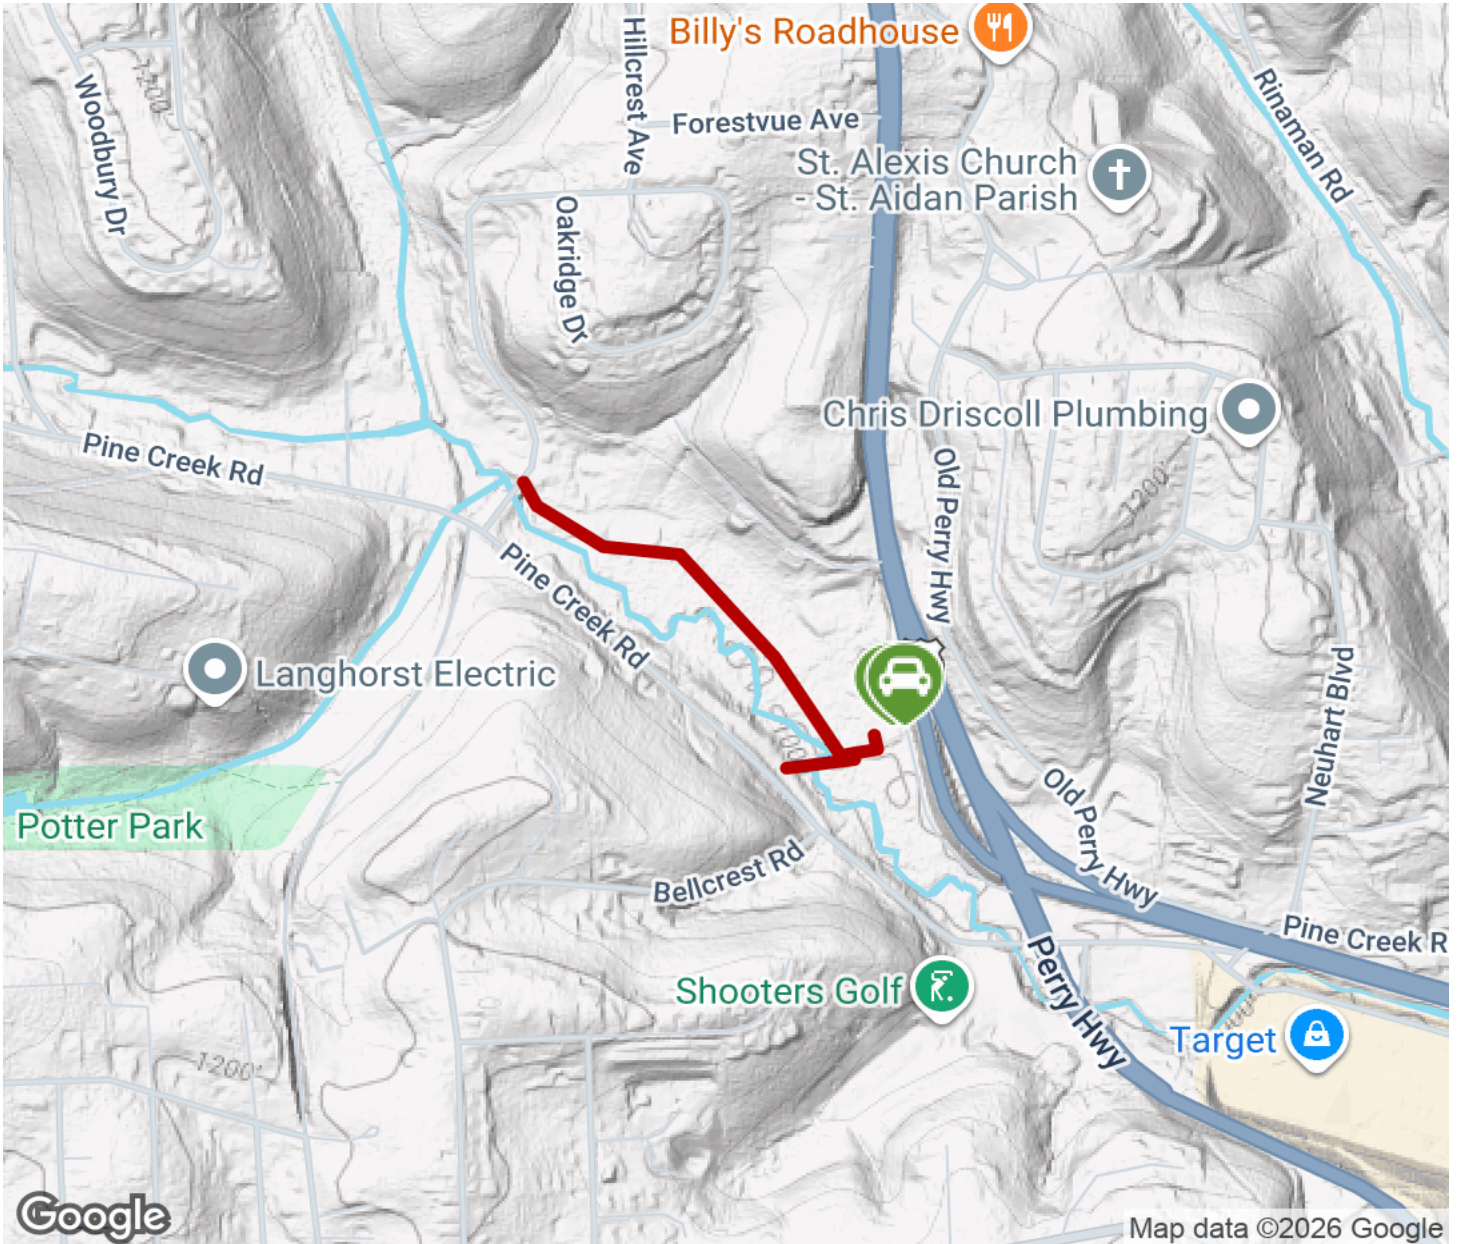 Billy's Roadhouse
Hillcrest Ave
Forestvue Ave
Woodbury Dr
1200
Rinaman Rd
St. Alexis Church
- St. Aidan Parish
Oakridge Dr
Chris Driscoll Plumbing
Pine Creek Rd
Old Perry Hwy
1200'
Pine Creek Rd
Langhorst Electric
Neuhart Blvd
Old Perry Hwy
Potter Park
Bellcrest Rd
Pine Creek R
Perry Hwy
Shooters Golf
Target
1200'
Google
Map data ©2026 Google